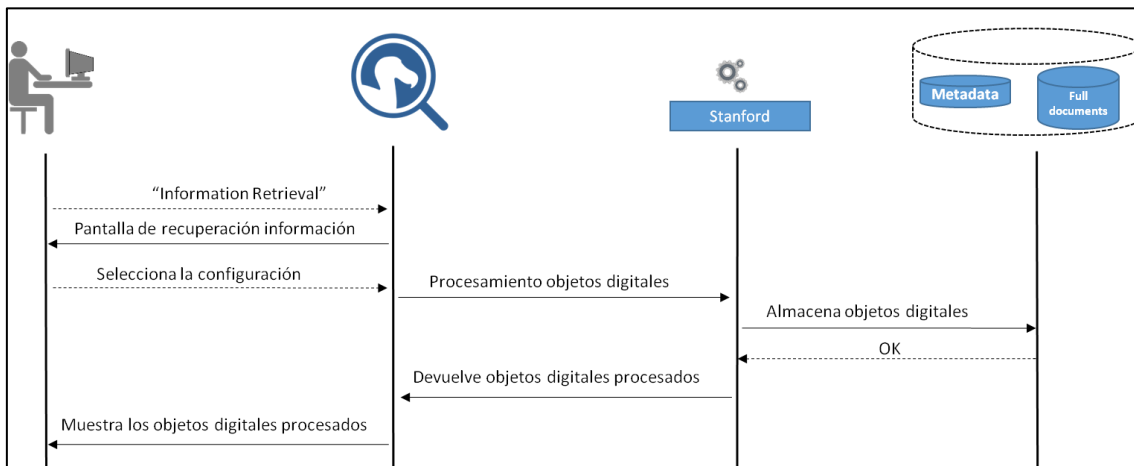 Metadata
Full
documents
Stanford
“Information Retrieval”
Pantalla de recuperación información
Selecciona la configuración
Procesamiento objetos digitales
Almacena objetos digitales
OK
Devuelve objetos digitales procesados
Muestra los objetos digitales procesados